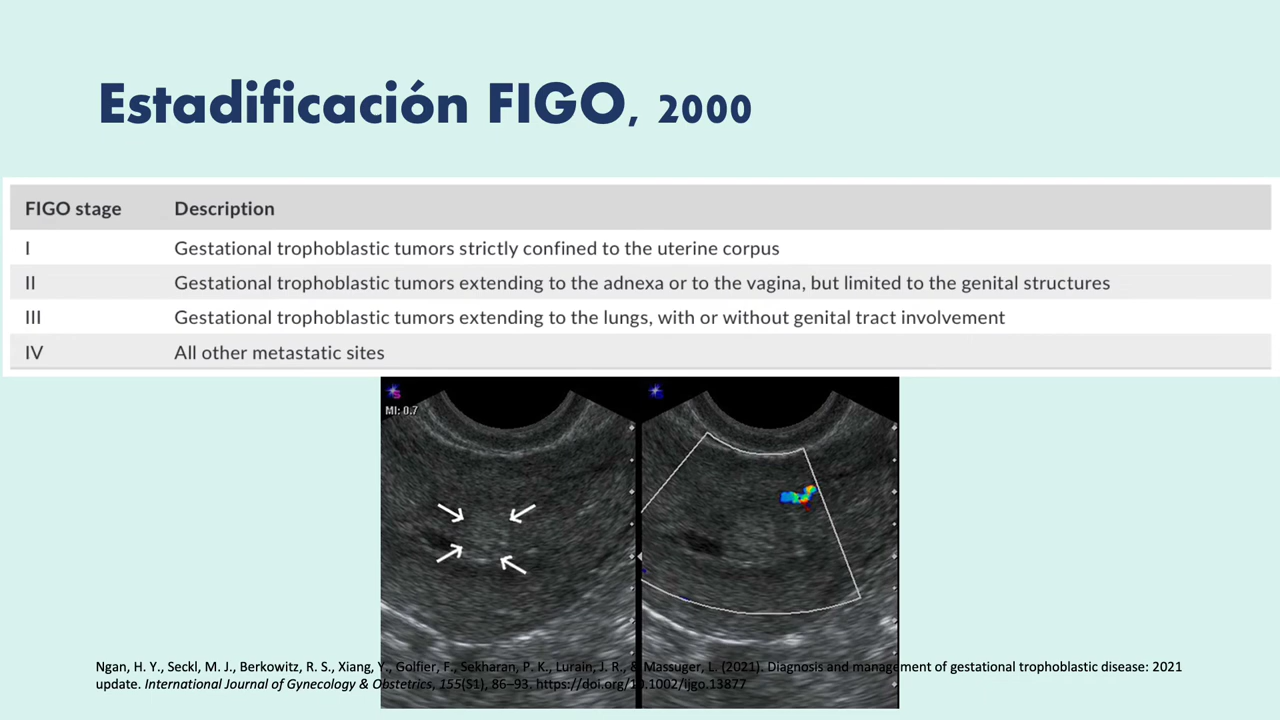 Estadificación FIGO, 2000
FIGO stage Description
I Gestational trophoblastic tumors strictly confined to the uterine corpus
II Gestational trophoblastic tumors extending to the adnexa or to the vagina, but limited to the genital structures
III Gestational trophoblastic tumors extending to the lungs, with or without genital tract involvement
IV All other metastatic sites
MI: 0.7
Ngan, H. Y., Seckl, M. J., Berkowitz, R. S., Xiang, Y., Golfier, F., Sekharan, P. K., Lurain, J. R., & Massuger, L. (2021). Diagnosis and management of gestational trophoblastic disease: 2021
update. International Journal of Gynecology & Obstetrics, 155(S1), 86–93. https://doi.org/10.1002/ijgo.13877